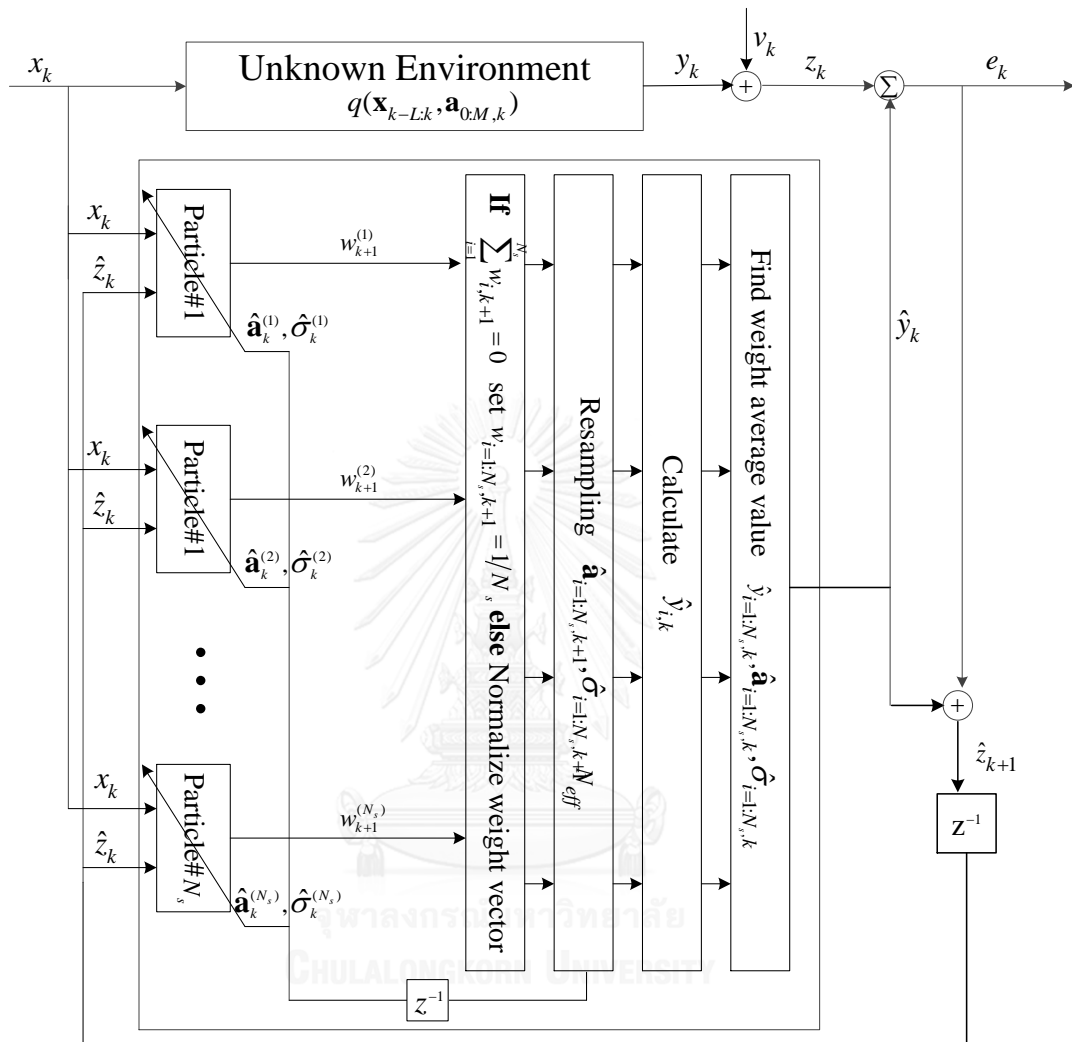 x_k
Unknown Environment
q(𝐱_{k−L:k}, 𝐚_{0:M,k})
y_k
v_k
+
z_k
Σ
e_k
x_k
ẑ_k
Particle#1
w_{k+1}^{(1)}
𝐚̂_k^{(1)}, σ̂_k^{(1)}
x_k
ẑ_k
Particle#1
w_{k+1}^{(2)}
𝐚̂_k^{(2)}, σ̂_k^{(2)}
x_k
ẑ_k
Particle#N_s
w_{k+1}^{(N_s)}
𝐚̂_k^{(N_s)}, σ̂_k^{(N_s)}
If ∑_{i=1}^{N_s} w_{i,k+1} = 0 set w_{i=1:N_s,k+1} = 1/N_s else Normalize weight vector
Resampling 𝐚̂_{i=1:N_s,k+1}, σ̂_{i=1:N_s,k+1} N_{eff}
Calculate ŷ_{i,k}
Find weight average value ŷ_{i=1:N_s,k}, 𝐚̂_{i=1:N_s,k}, σ̂_{i=1:N_s,k}
ŷ_k
+
ẑ_{k+1}
z^{−1}
z^{−1}
จุฬาลงกรณ์มหาวิทยาลัย
CHULALONGKORN UNIVERSITY